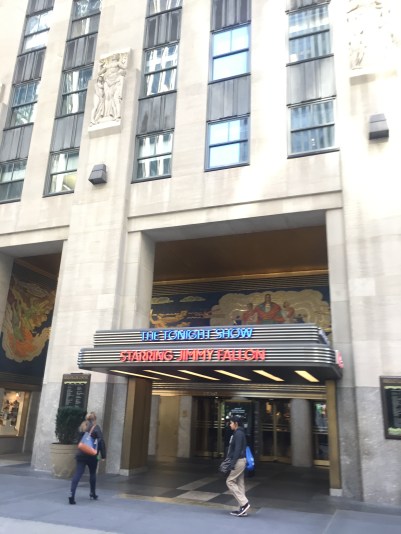 THE TONIGHT SHOW
STARRING JIMMY FALLON